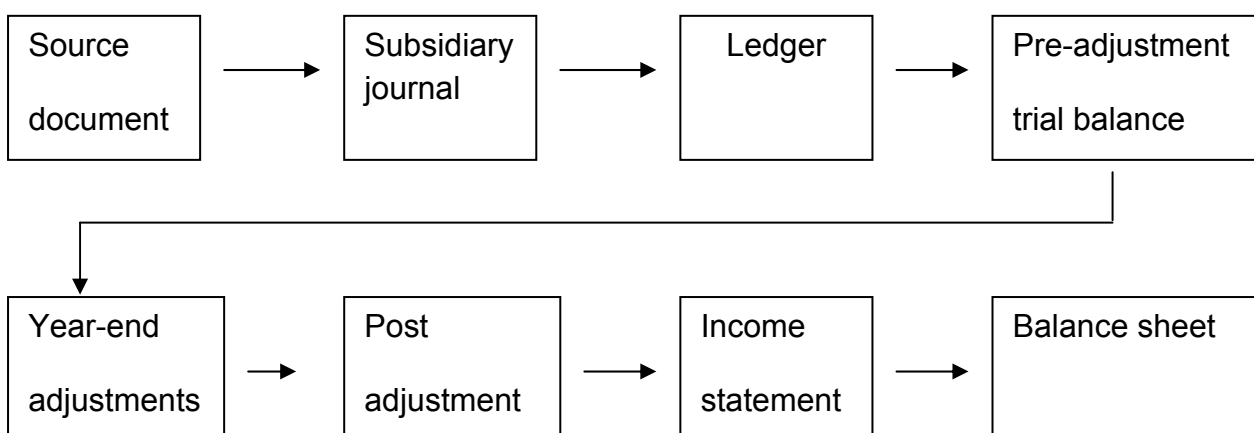 Source
document
Subsidiary
journal
Ledger
Pre-adjustment
trial balance
Year-end
adjustments
Post
adjustment
Income
statement
Balance sheet